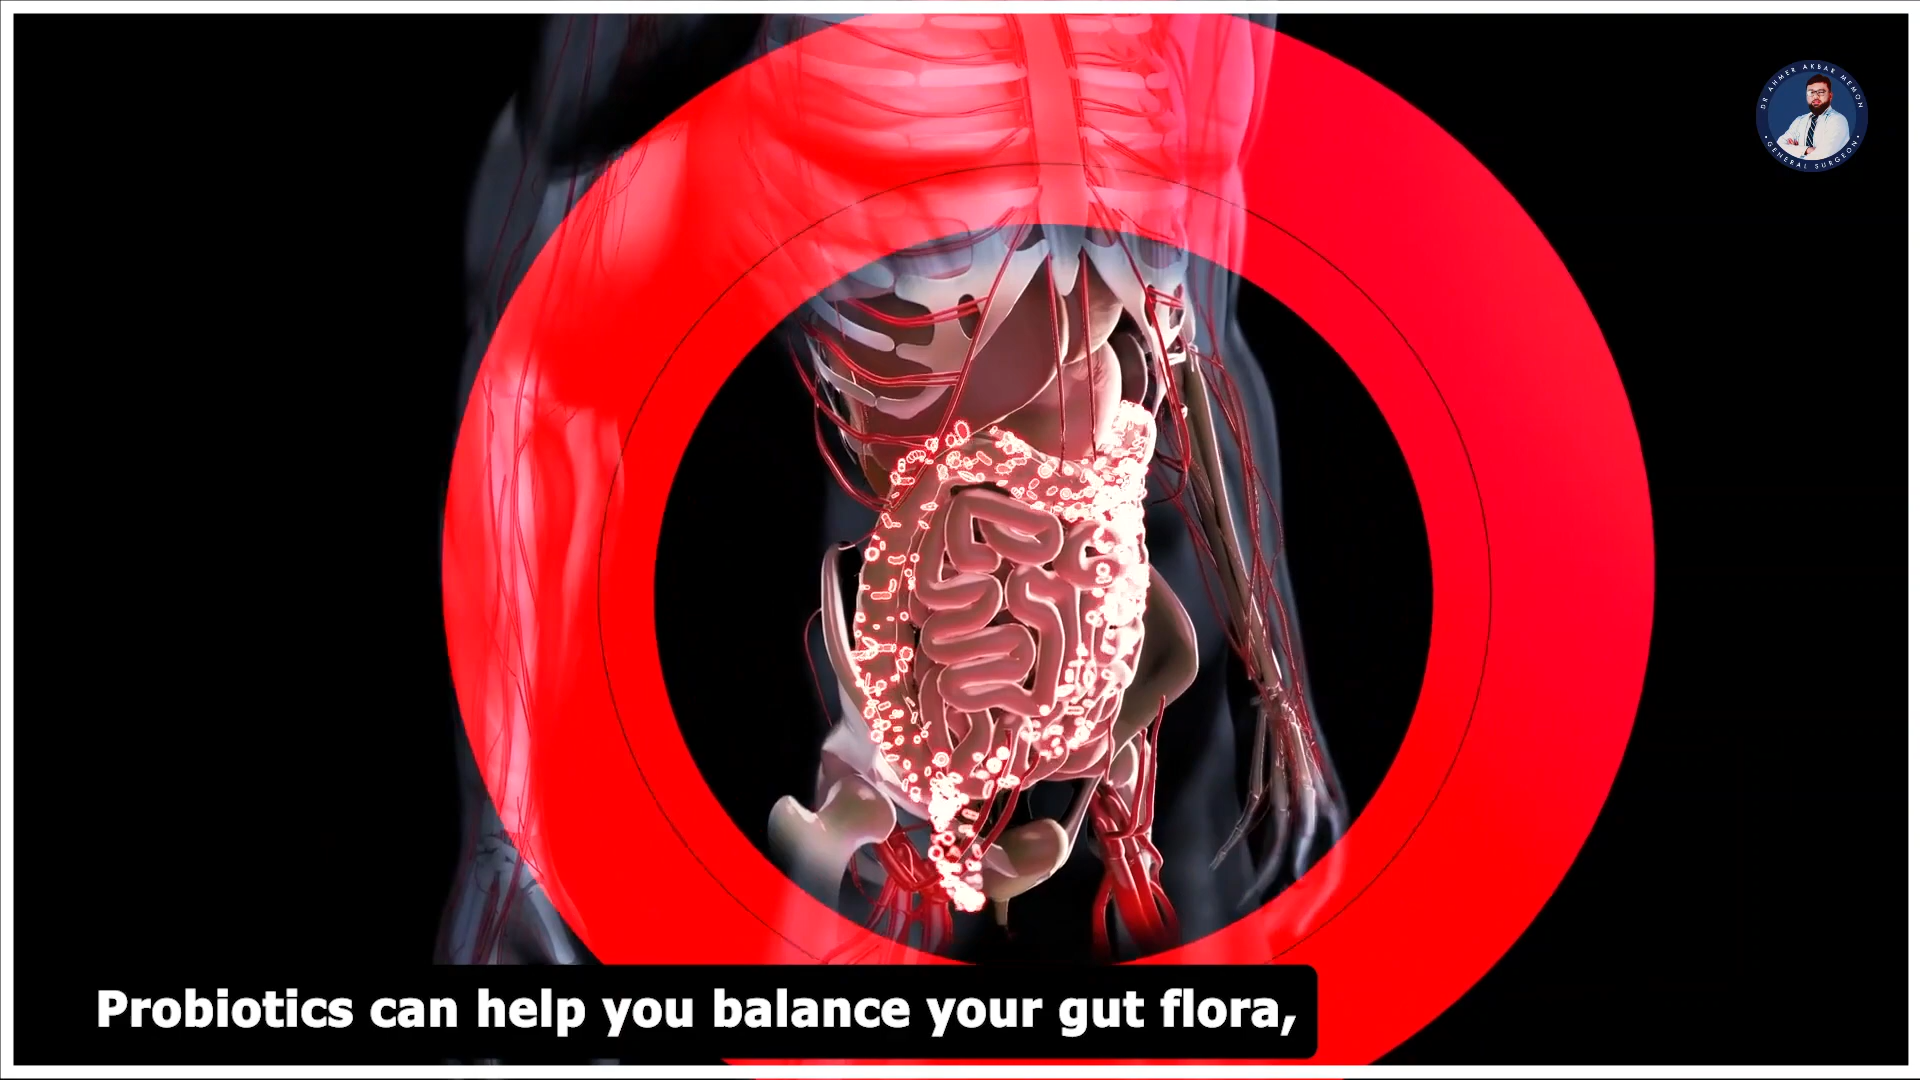 DR AHMER AKBAR MEMON
• GENERAL SURGEON •
Probiotics can help you balance your gut flora,